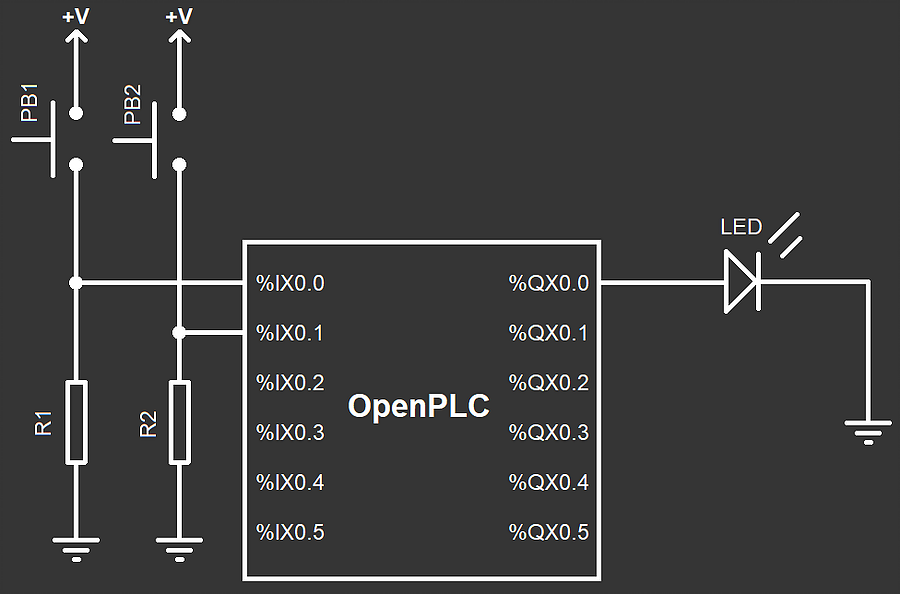 +V
+V
PB1
PB2
LED
%IX0.0
%QX0.0
%IX0.1
%QX0.1
%IX0.2
%QX0.2
OpenPLC
R1
R2
%IX0.3
%QX0.3
%IX0.4
%QX0.4
%IX0.5
%QX0.5